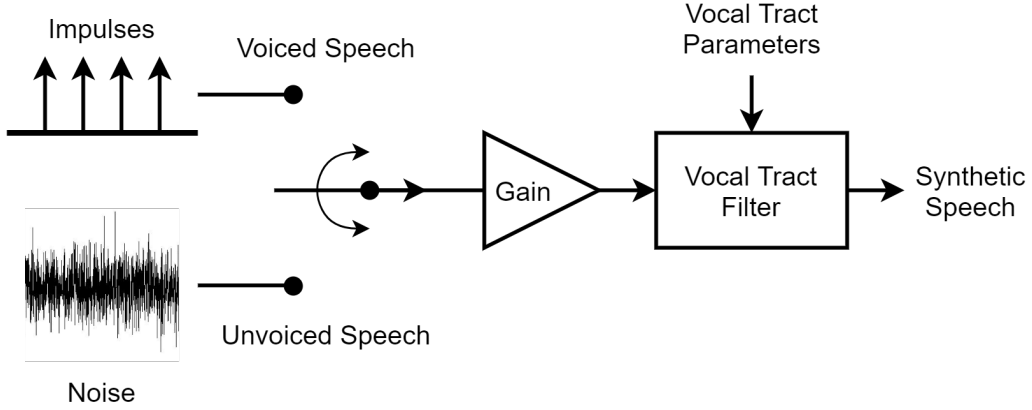 Impulses
Voiced Speech
Vocal Tract
Parameters
Gain
Vocal Tract
Filter
Synthetic
Speech
Unvoiced Speech
Noise